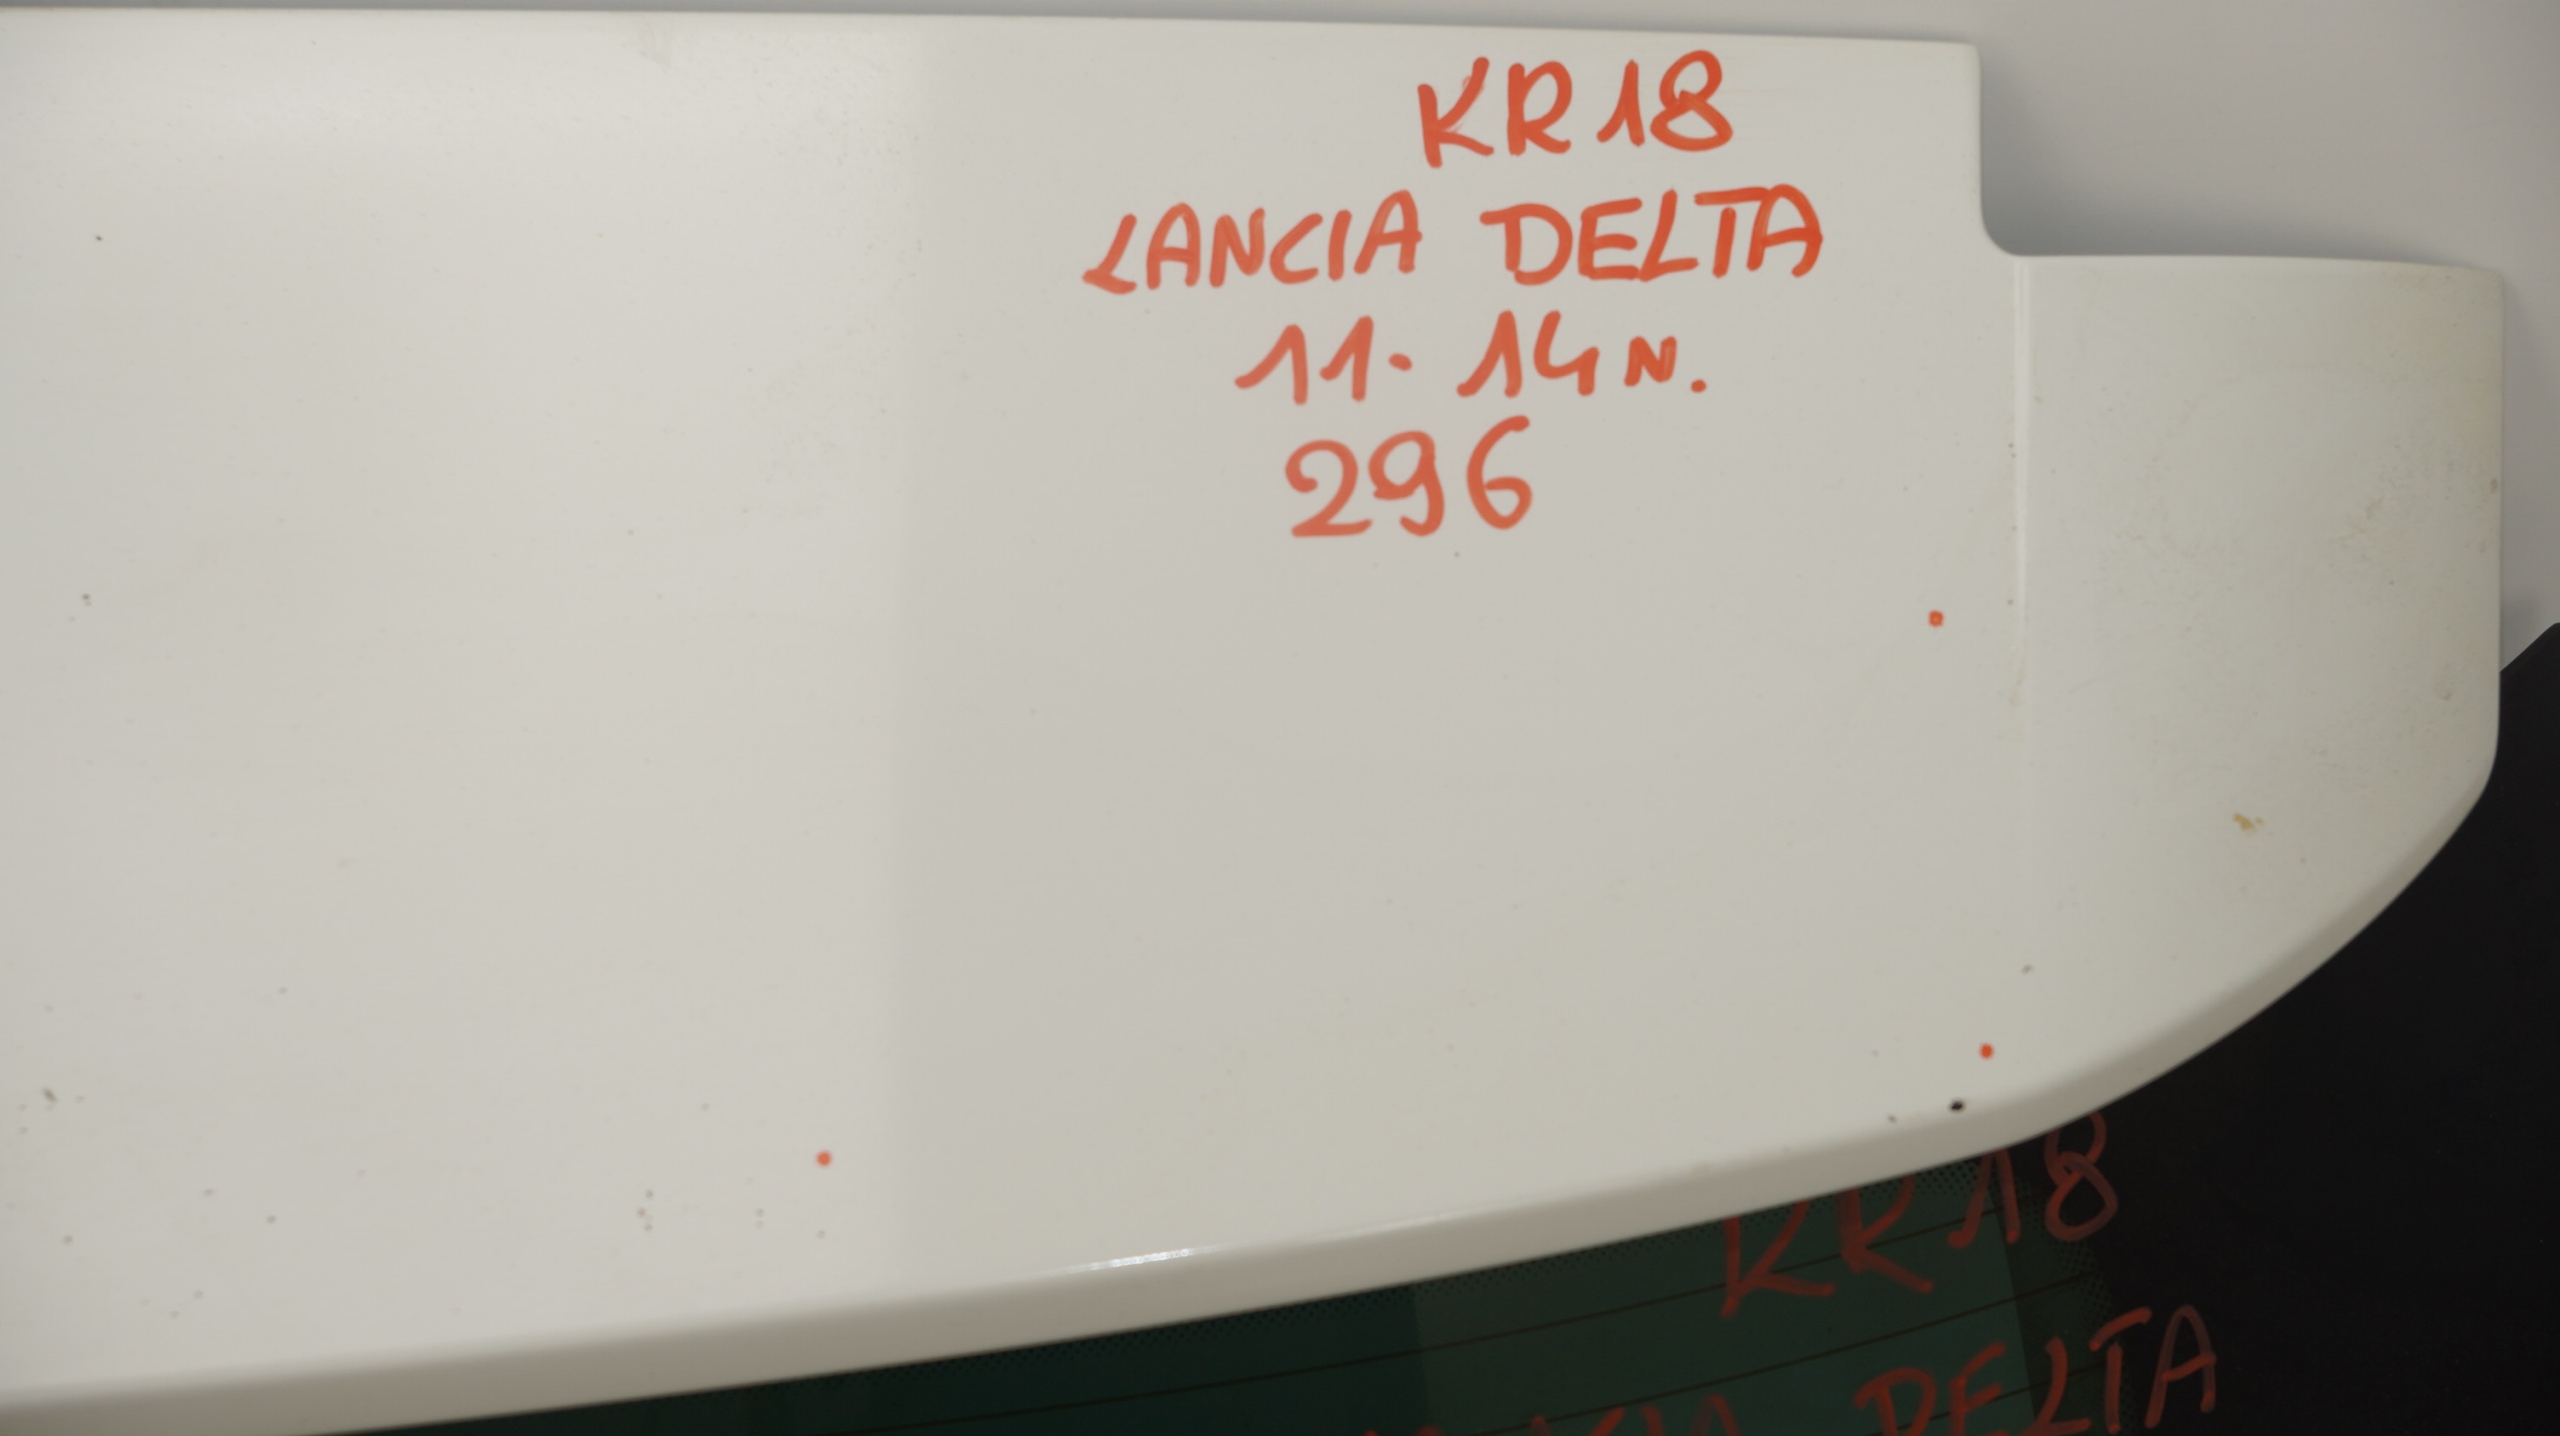 KR18
LANCIA DELTA
11-14 N.
296
KR18
DELTA